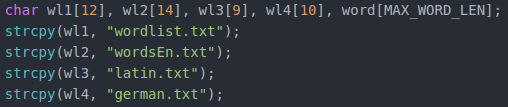 char wl1[12], wl2[14], wl3[9], wl4[10], word[MAX_WORD_LEN];
strcpy(wl1, "wordlist.txt");
strcpy(wl2, "wordsEn.txt");
strcpy(wl3, "latin.txt");
strcpy(wl4, "german.txt");